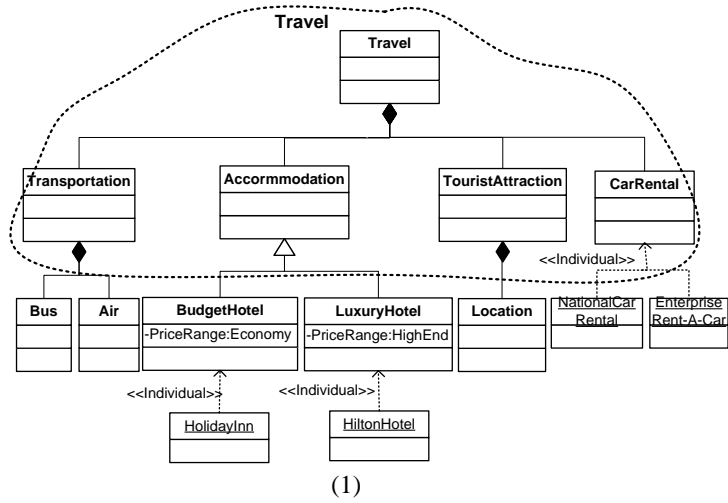 Travel
Travel
Transportation
Accormmodation
TouristAttraction
CarRental
<<Individual>>
Bus
Air
BudgetHotel
-PriceRange:Economy
LuxuryHotel
-PriceRange:HighEnd
Location
NationalCar
Rental
Enterprise
Rent-A-Car
<<Individual>>
<<Individual>>
HolidayInn
HiltonHotel
(1)